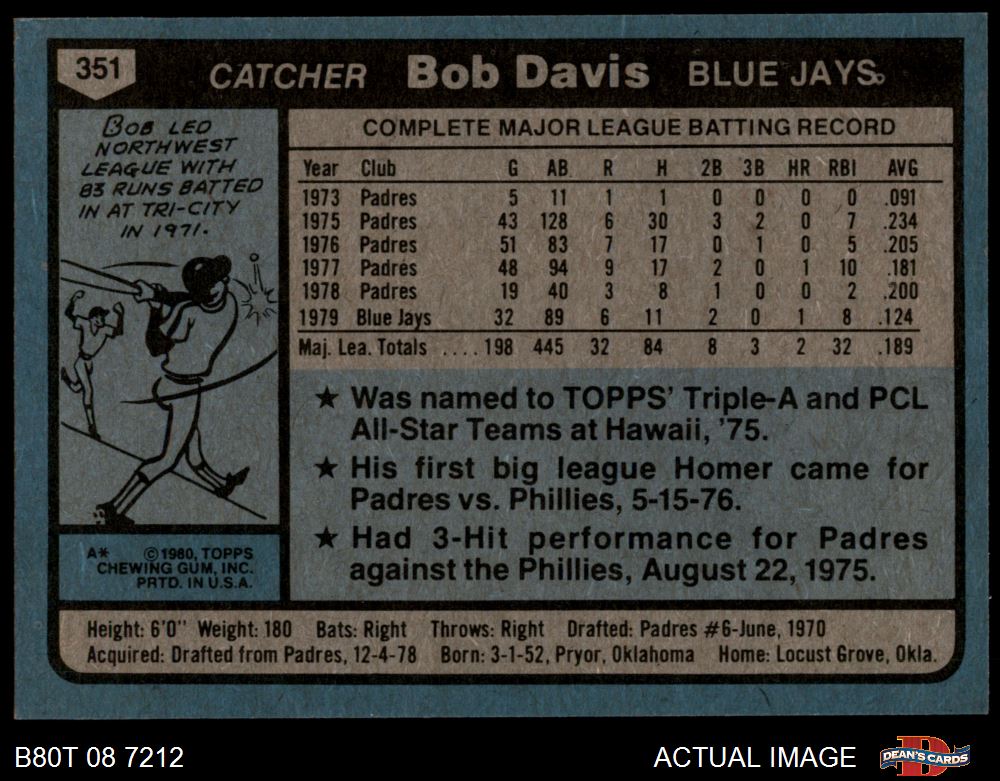 351 CATCHER Bob Davis BLUE JAYS
BOB LED
NORTHWEST
LEAGUE WITH
83 RUNS BATTED
IN AT TRI-CITY
IN 1971.
COMPLETE MAJOR LEAGUE BATTING RECORD
Year Club G AB R H 2B 3B HR RBI AVG
1973 Padres 5 11 1 1 0 0 0 0 .091
1975 Padres 43 128 6 30 3 2 0 7 .234
1976 Padres 51 83 7 17 0 1 0 5 .205
1977 Padres 48 94 9 17 2 0 1 10 .181
1978 Padres 19 40 3 8 1 0 0 2 .200
1979 Blue Jays 32 89 6 11 2 0 1 8 .124
Maj. Lea. Totals .... 198 445 32 84 8 3 2 32 .189
★ Was named to TOPPS' Triple-A and PCL
All-Star Teams at Hawaii, '75.
★ His first big league Homer came for
Padres vs. Phillies, 5-15-76.
★ Had 3-Hit performance for Padres
against the Phillies, August 22, 1975.
A* ©1980, TOPPS
CHEWING GUM, INC.
PRTD. IN U.S.A.
Height: 6'0" Weight: 180 Bats: Right Throws: Right Drafted: Padres #6-June, 1970
Acquired: Drafted from Padres, 12-4-78 Born: 3-1-52, Pryor, Oklahoma Home: Locust Grove, Okla.
B80T 08 7212 ACTUAL IMAGE DEAN'S CARDS